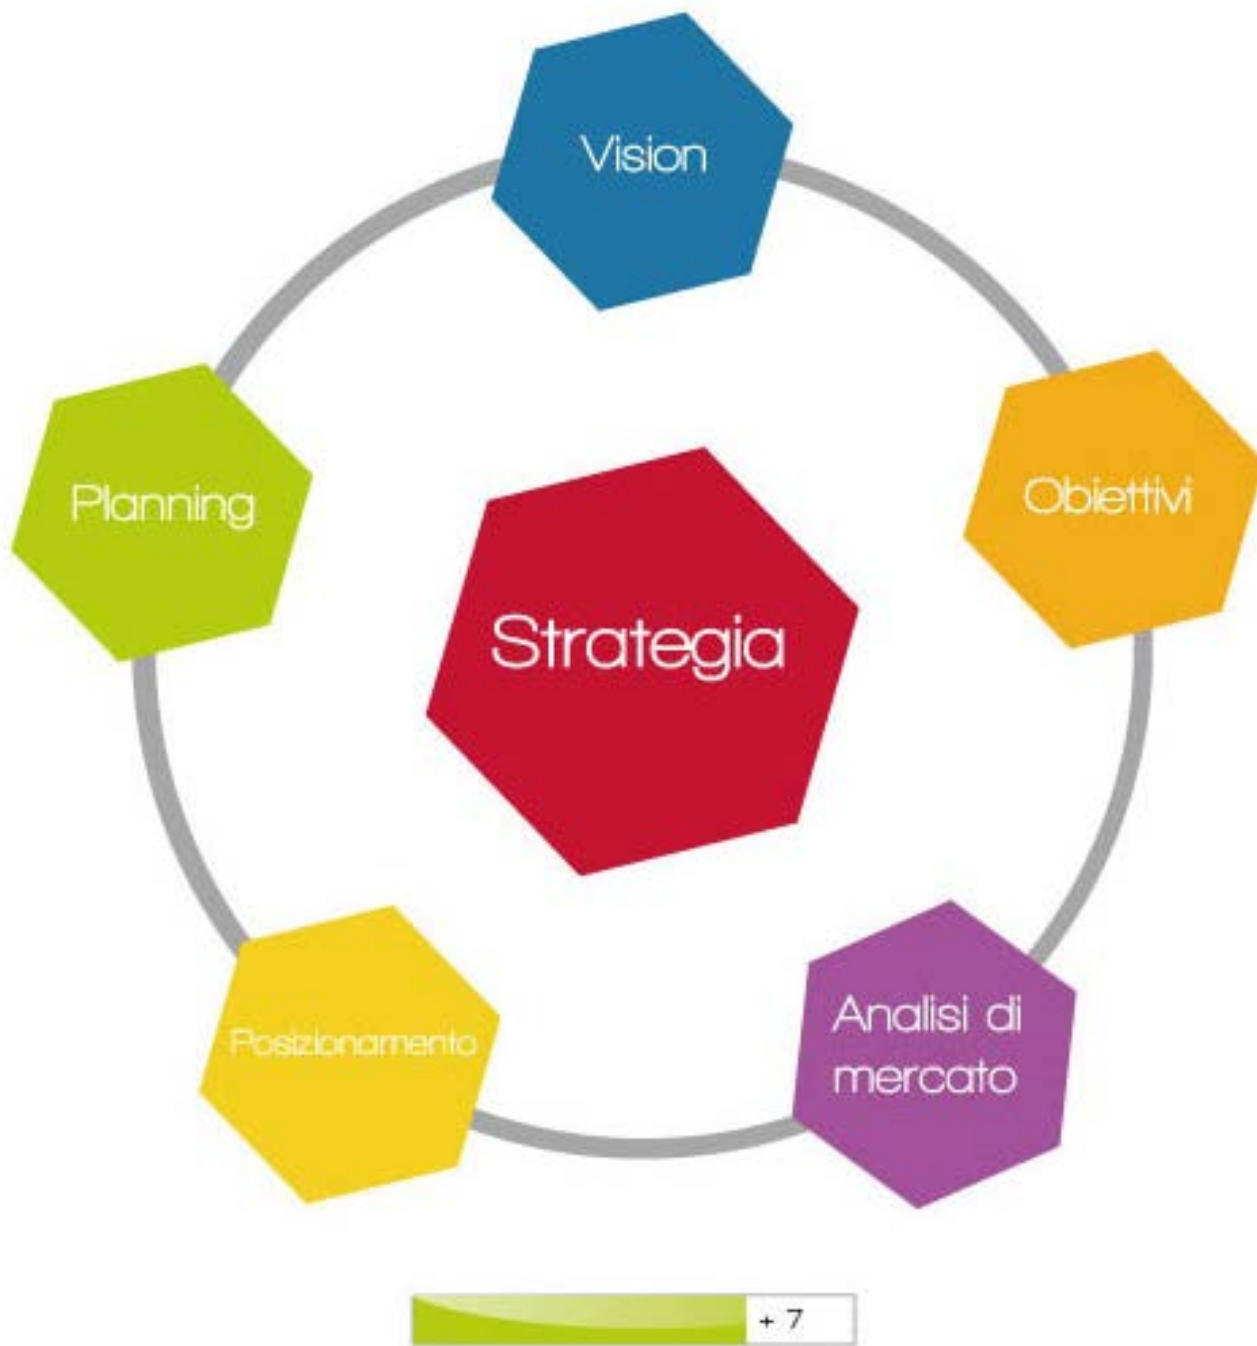 Vision
Planning
Obiettivi
Strategia
Posizionamento
Analisi di
mercato
+ 7